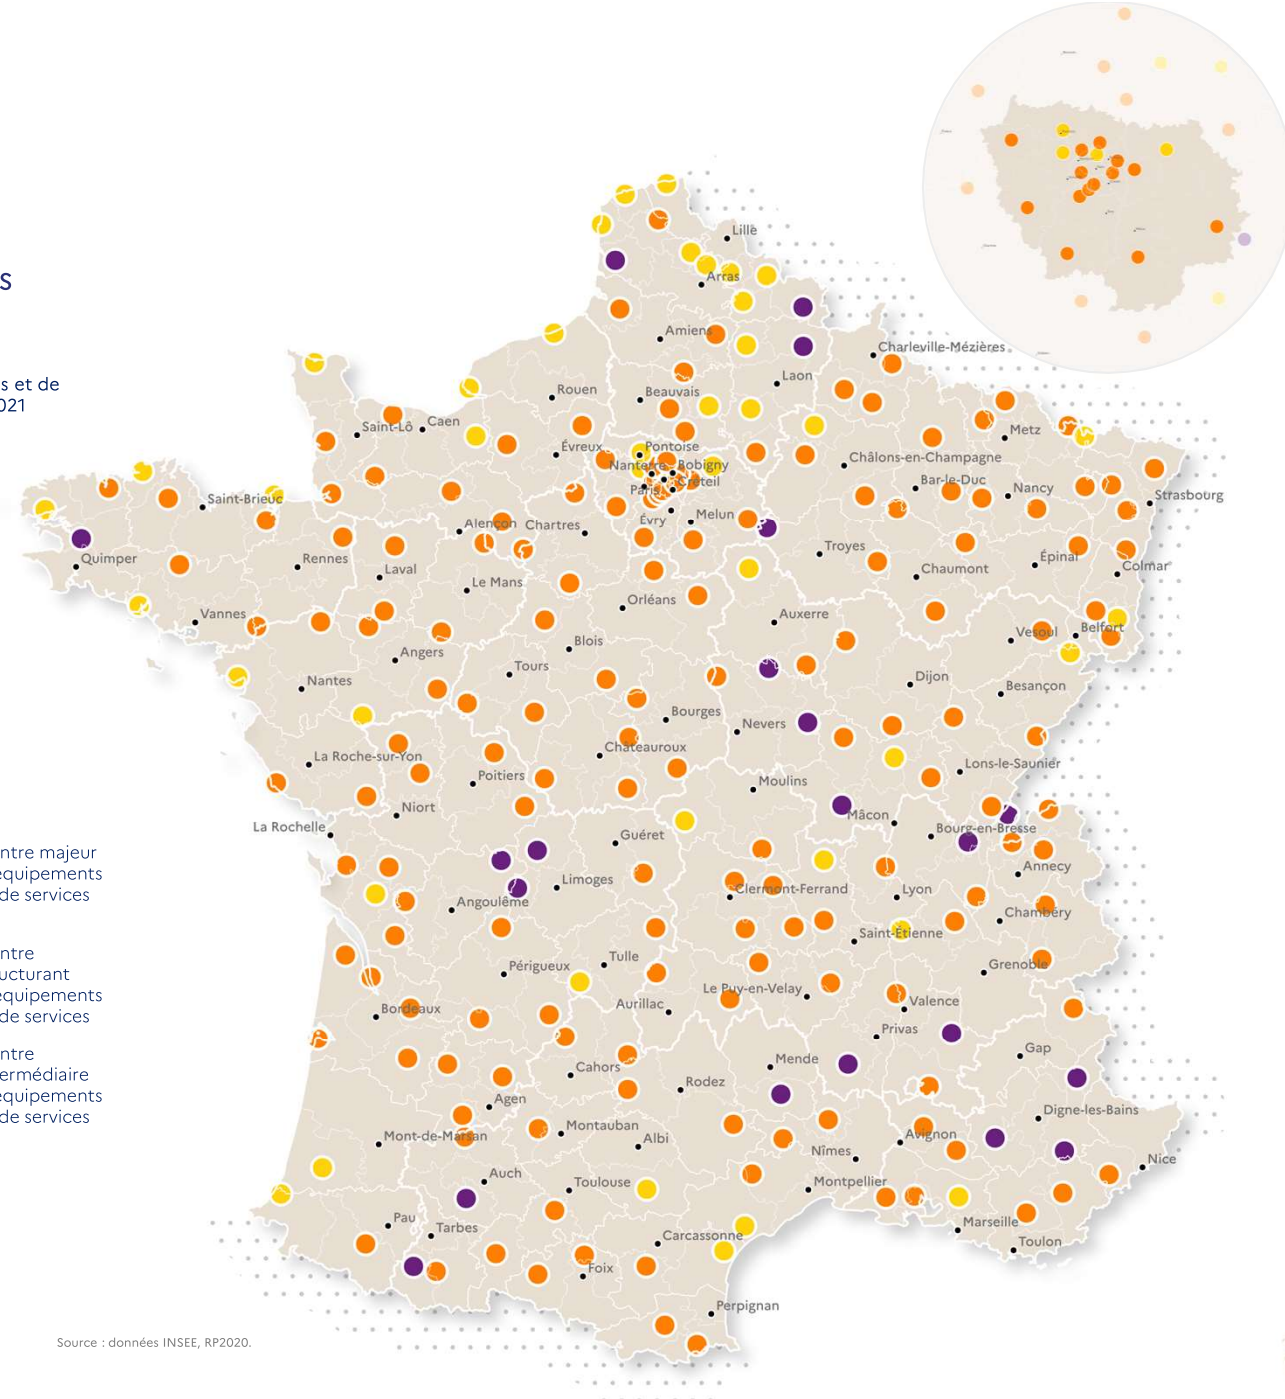 s
s et de
021
Lille
Arras
Amiens
Charleville-Mézières
Laon
Rouen
Beauvais
Saint-Lô
Caen
Metz
Évreux
Pontoise
Châlons-en-Champagne
Nanterre
Bobigny
Bar-le-Duc
Nancy
Strasbourg
Paris
Créteil
Saint-Brieuc
Évry
Melun
Alençon
Chartres
Troyes
Épinal
Quimper
Rennes
Laval
Chaumont
Colmar
Le Mans
Orléans
Vannes
Auxerre
Vesoul
Belfort
Blois
Angers
Tours
Nantes
Dijon
Besançon
Bourges
Nevers
Châteauroux
La Roche-sur-Yon
Poitiers
Moulins
Lons-le-Saunier
Niort
Mâcon
La Rochelle
Guéret
Bourg-en-Bresse
ntre majeur
équipements
de services
Annecy
Limoges
Clermont-Ferrand
Lyon
Angoulême
Chambéry
Saint-Étienne
ntre
ucturant
équipements
de services
Périgueux
Tulle
Grenoble
Le Puy-en-Velay
Aurillac
Valence
Bordeaux
Privas
ntre
ermédiaire
équipements
de services
Gap
Mende
Cahors
Rodez
Agen
Digne-les-Bains
Mont-de-Marsan
Montauban
Albi
Avignon
Nîmes
Nice
Auch
Toulouse
Montpellier
Pau
Tarbes
Carcassonne
Marseille
Toulon
Foix
Perpignan
Source : données INSEE, RP2020.